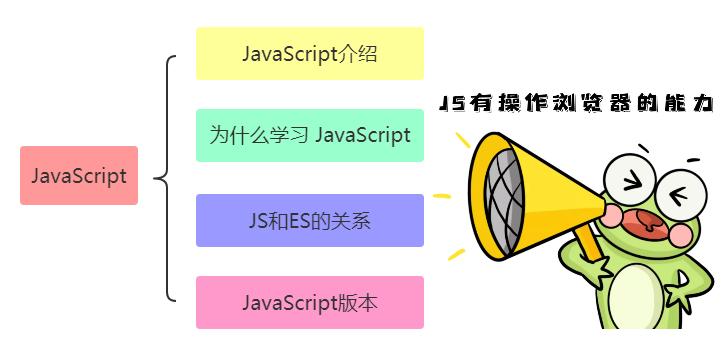 JavaScript
JavaScript介绍
为什么学习 JavaScript
JS和ES的关系
JavaScript版本
JS有操作浏览器的能力